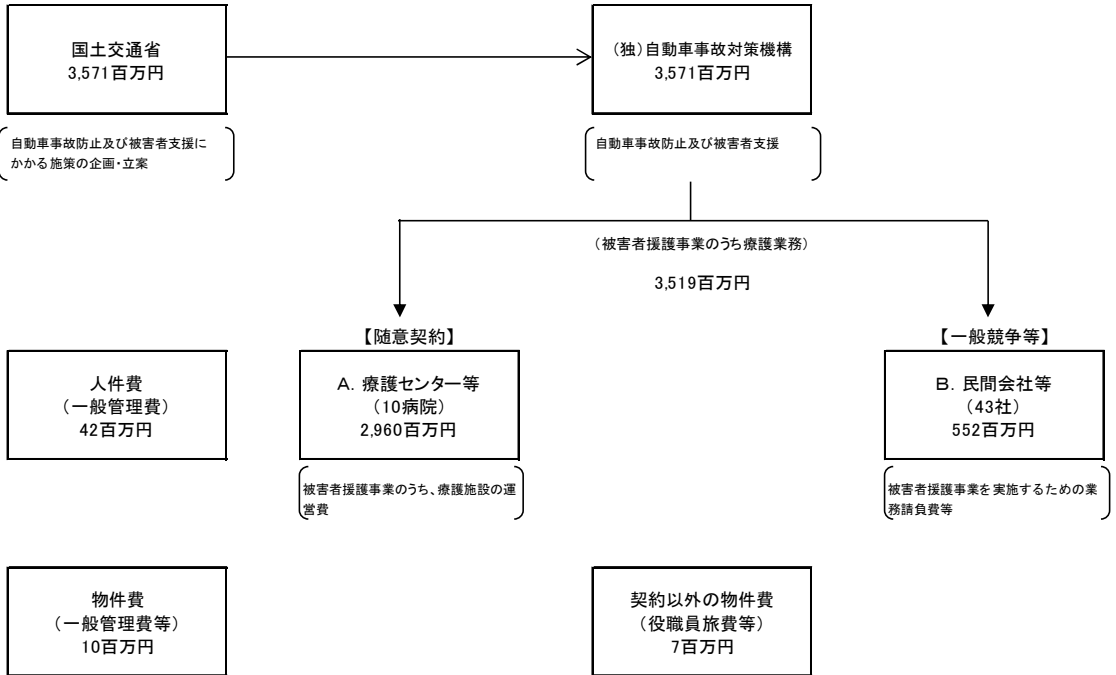 国土交通省
3,571百万円
(独)自動車事故対策機構
3,571百万円
自動車事故防止及び被害者支援に
かかる施策の企画・立案
自動車事故防止及び被害者支援
(被害者援護事業のうち療護業務)
3,519百万円
【随意契約】
【一般競争等】
人件費
(一般管理費)
42百万円
A. 療護センター等
(10病院)
2,960百万円
B. 民間会社等
(43社)
552百万円
被害者援護事業のうち、療護施設の運
営費
被害者援護事業を実施するための業
務請負費等
物件費
(一般管理費等)
10百万円
契約以外の物件費
(役職員旅費等)
7百万円